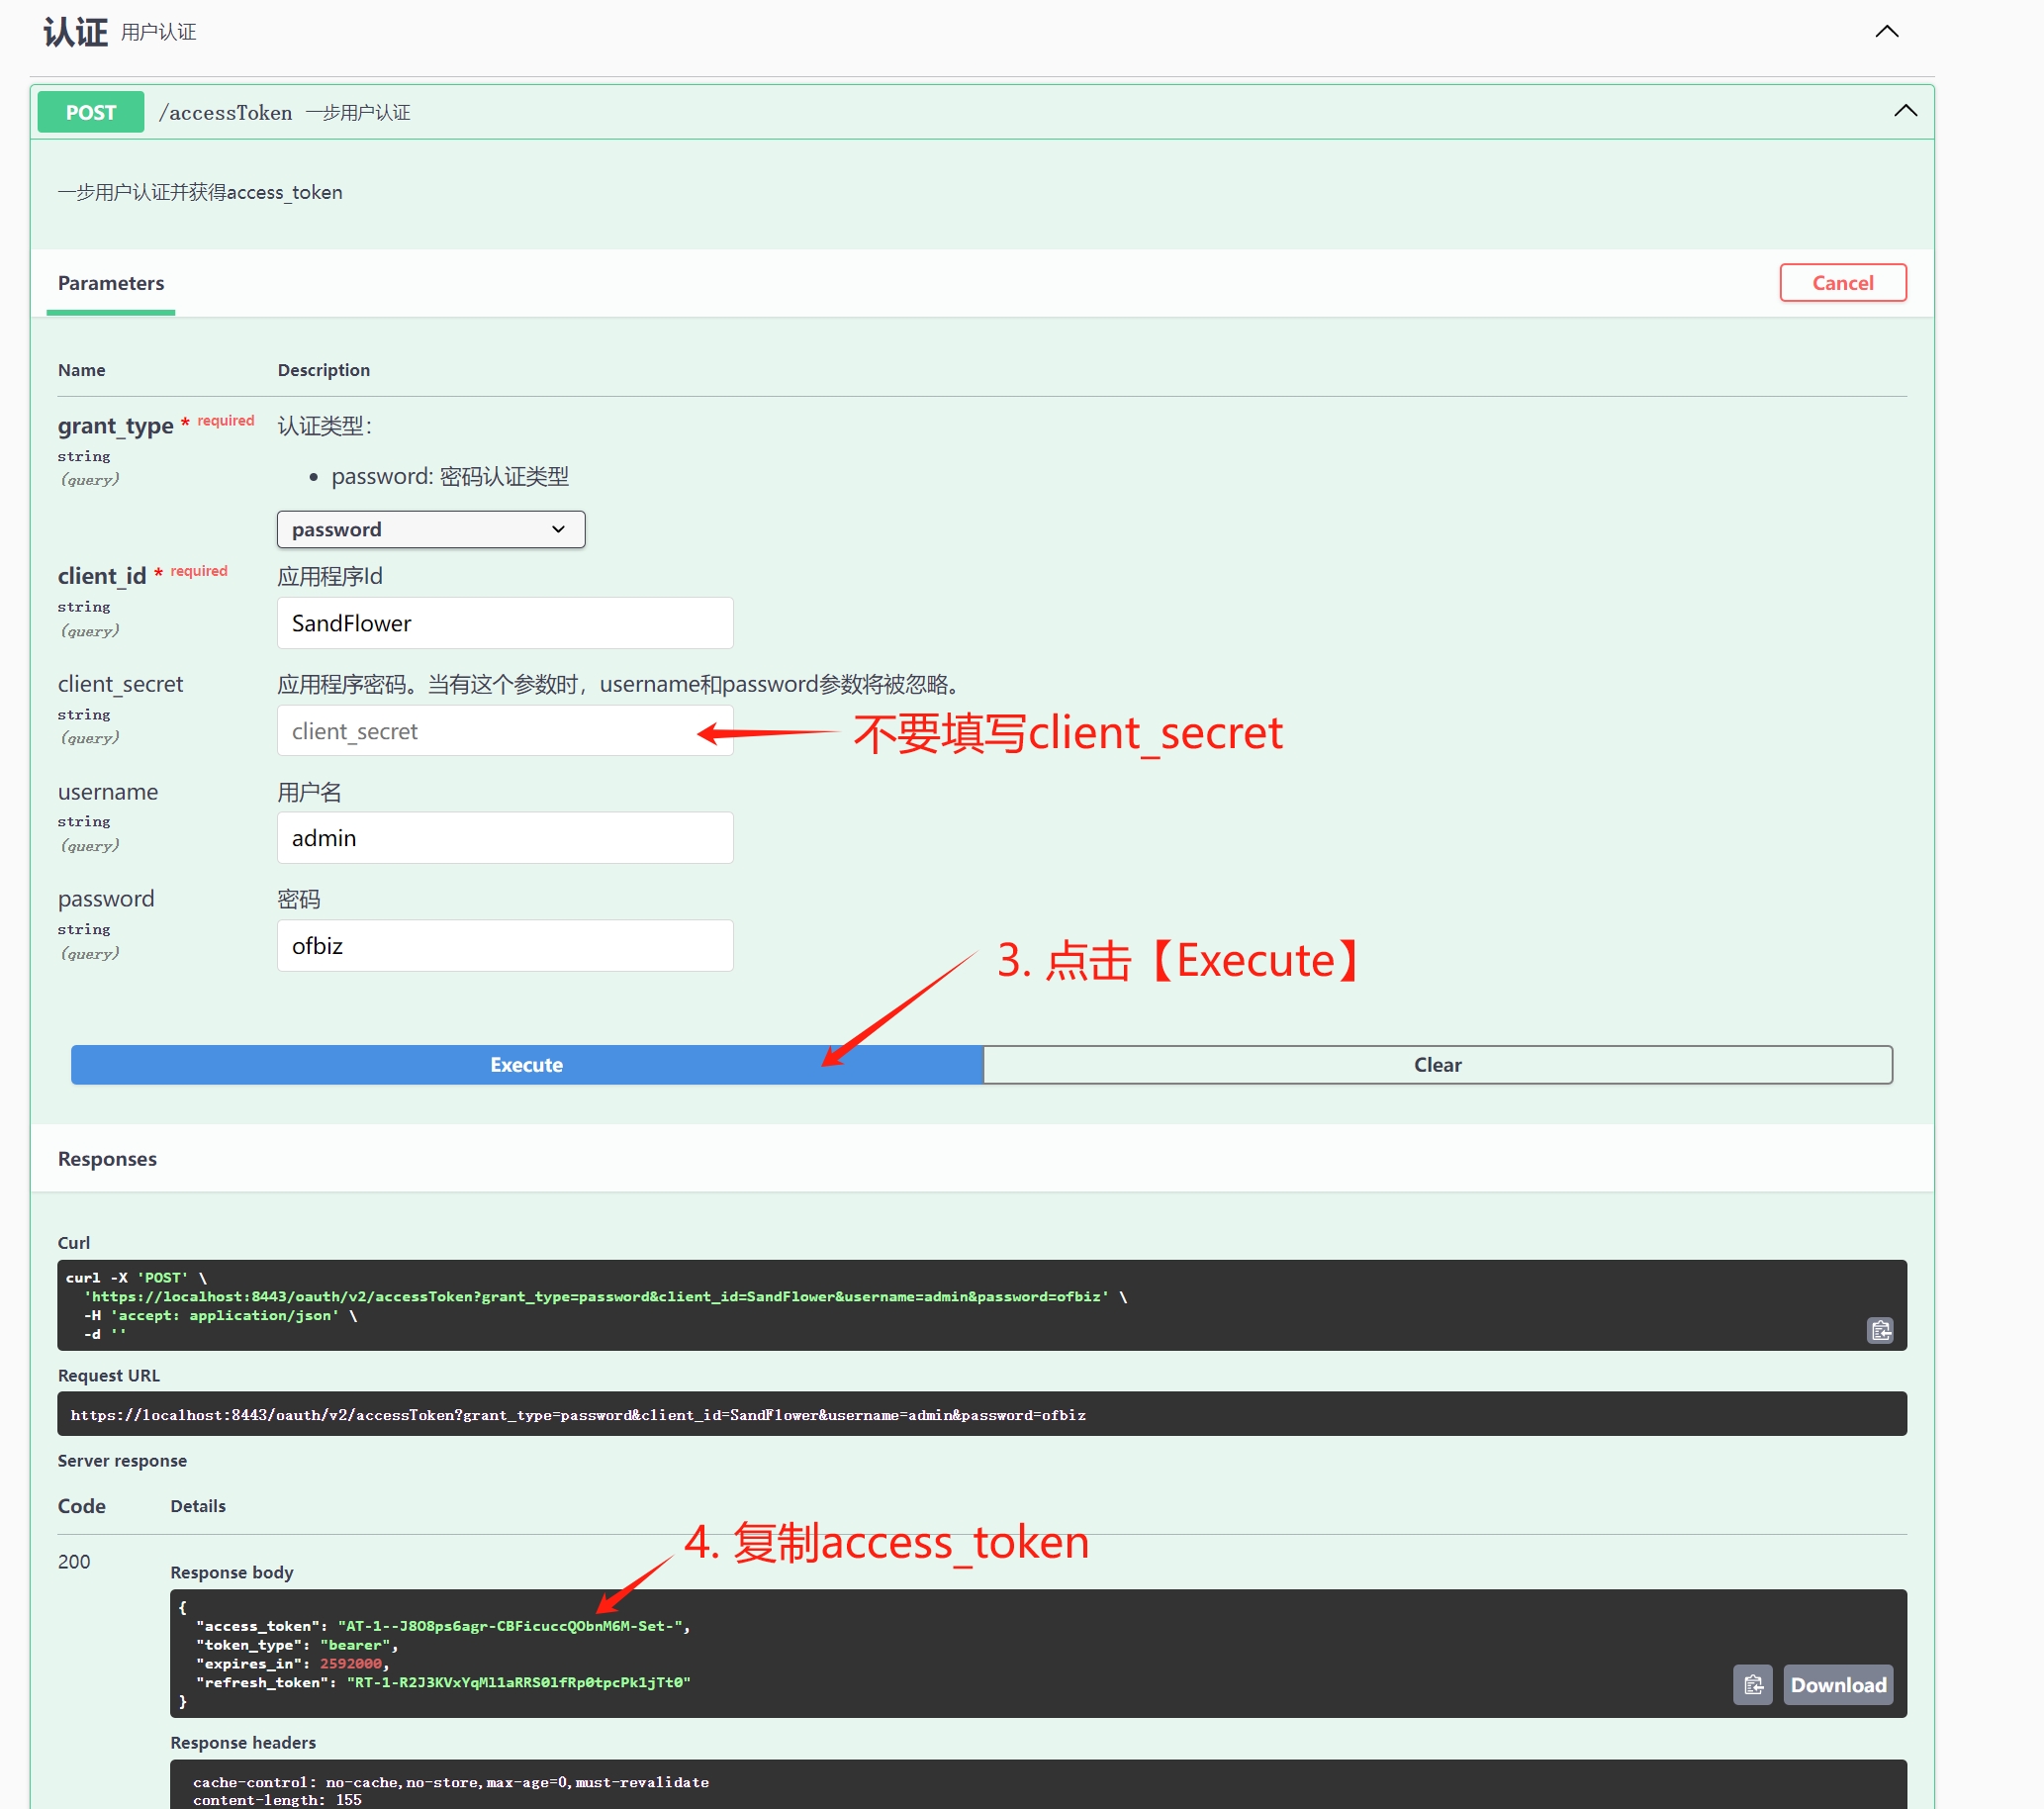 认证 用户认证
POST /accessToken 一步用户认证
一步用户认证并获得access_token
Parameters
Cancel
Name Description
grant_type * required 认证类型：
string
(query)
• password: 密码认证类型
password
client_id * required 应用程序Id
string
(query)
SandFlower
client_secret 应用程序密码。当有这个参数时，username和password参数将被忽略。
string
(query)
client_secret
不要填写client_secret
username 用户名
string
(query)
admin
password 密码
string
(query)
ofbiz
3. 点击【Execute】
Execute Clear
Responses
Curl
curl -X 'POST' \
'https://localhost:8443/oauth/v2/accessToken?grant_type=password&client_id=SandFlower&username=admin&password=ofbiz' \
-H 'accept: application/json' \
-d ''
Request URL
https://localhost:8443/oauth/v2/accessToken?grant_type=password&client_id=SandFlower&username=admin&password=ofbiz
Server response
Code Details
4. 复制access_token
200
Response body
{
"access_token": "AT-1--J8O8ps6agr-CBFicuccQObnM6M-Set-",
"token_type": "bearer",
"expires_in": 2592000,
"refresh_token": "RT-1-R2J3KVxYqMl1aRRS0lfRp0tpcPk1jTt0"
}
Download
Response headers
cache-control: no-cache,no-store,max-age=0,must-revalidate
content-length: 155